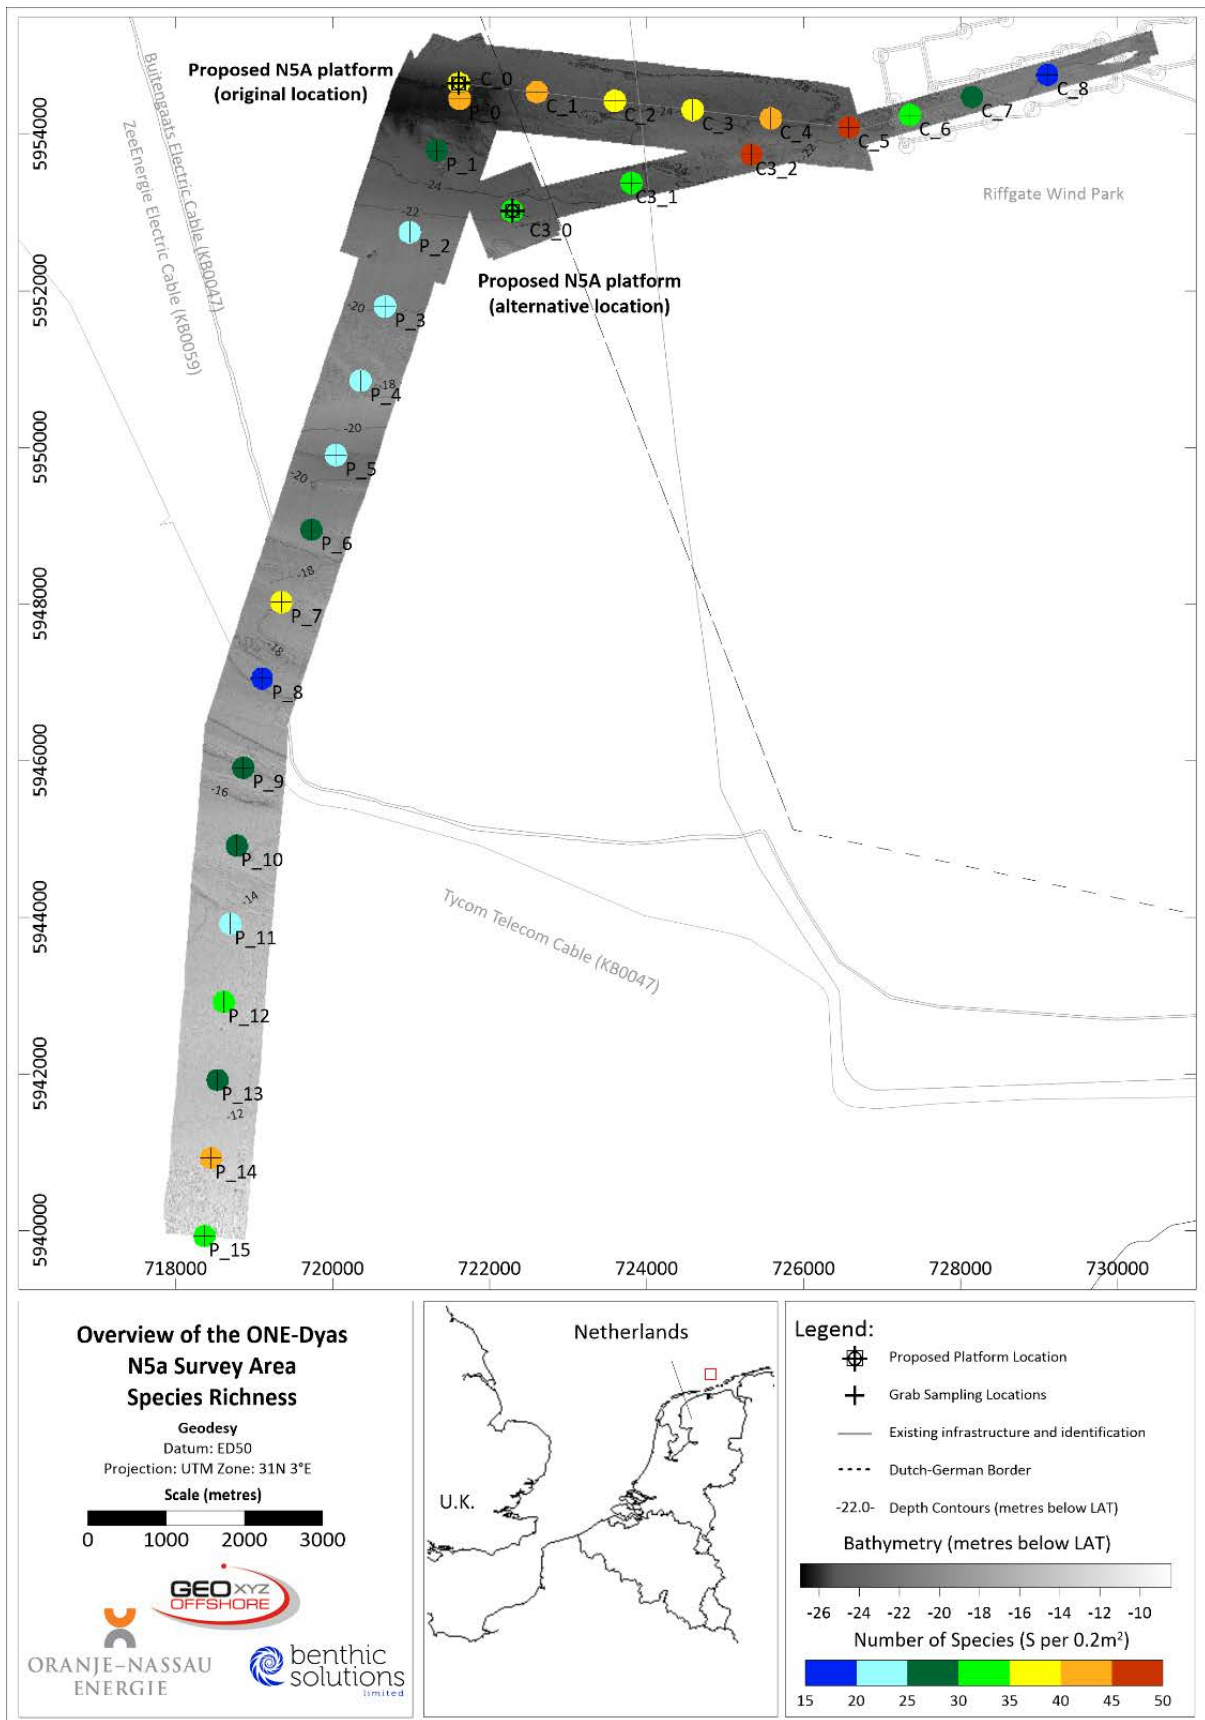 Proposed N5A platform
(original location)
Buitengaats Electric Cable (KB0047)
ZeeEnergie Electric Cable (KB0059)
C_0
P_0
C_1
C_2
C_3
C_4
C_5
C_6
C_7
C_8
-24
-22
P_1
C3_2
C3_1
C3_0
-24
-22
P_2
Riffgate Wind Park
Proposed N5A platform
(alternative location)
-20
P_3
-18
P_4
-20
P_5
-20
P_6
-18
P_7
-18
P_8
P_9
-16
P_10
-14
P_11
Tycom Telecom Cable (KB0047)
P_12
P_13
-12
P_14
P_15
5954000
5952000
5950000
5948000
5946000
5944000
5942000
5940000
718000 720000 722000 724000 726000 728000 730000
Overview of the ONE-Dyas
N5a Survey Area
Species Richness
Geodesy
Datum: ED50
Projection: UTM Zone: 31N 3°E
Scale (metres)
0 1000 2000 3000
GEO XYZ
OFFSHORE
ORANJE-NASSAU
ENERGIE
benthic
solutions
limited
Netherlands
U.K.
Legend:
Proposed Platform Location
Grab Sampling Locations
Existing infrastructure and identification
Dutch-German Border
-22.0- Depth Contours (metres below LAT)
Bathymetry (metres below LAT)
-26 -24 -22 -20 -18 -16 -14 -12 -10
Number of Species (S per 0.2m²)
15 20 25 30 35 40 45 50